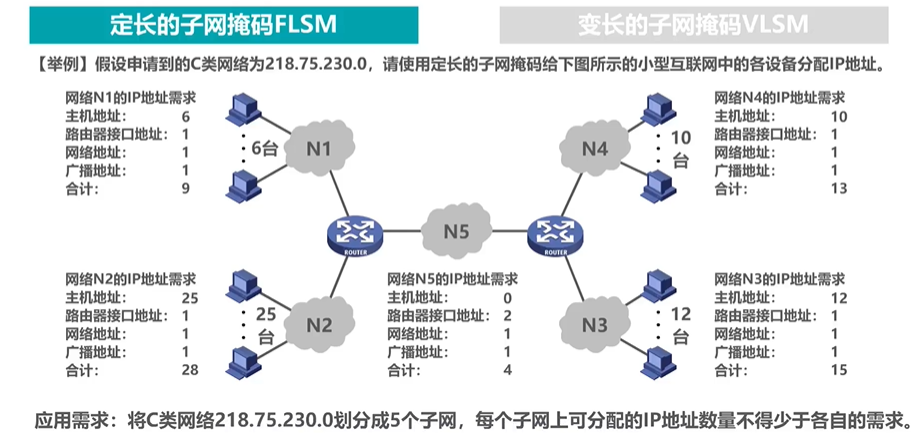 定长的子网掩码FLSM
变长的子网掩码VLSM
【举例】假设申请到的C类网络为218.75.230.0，请使用定长的子网掩码给下图所示的小型互联网中的各设备分配IP地址。
网络N1的IP地址需求
主机地址： 6
路由器接口地址： 1
网络地址： 1
广播地址： 1
合计： 9
6台
N1
N4
10
台
网络N4的IP地址需求
主机地址： 10
路由器接口地址： 1
网络地址： 1
广播地址： 1
合计： 13
ROUTER
N5
ROUTER
网络N2的IP地址需求
主机地址： 25
路由器接口地址： 1
网络地址： 1
广播地址： 1
合计： 28
25
台
N2
网络N5的IP地址需求
主机地址： 0
路由器接口地址： 2
网络地址： 1
广播地址： 1
合计： 4
N3
12
台
网络N3的IP地址需求
主机地址： 12
路由器接口地址： 1
网络地址： 1
广播地址： 1
合计： 15
应用需求：将C类网络218.75.230.0划分成5个子网，每个子网上可分配的IP地址数量不得少于各自的需求。